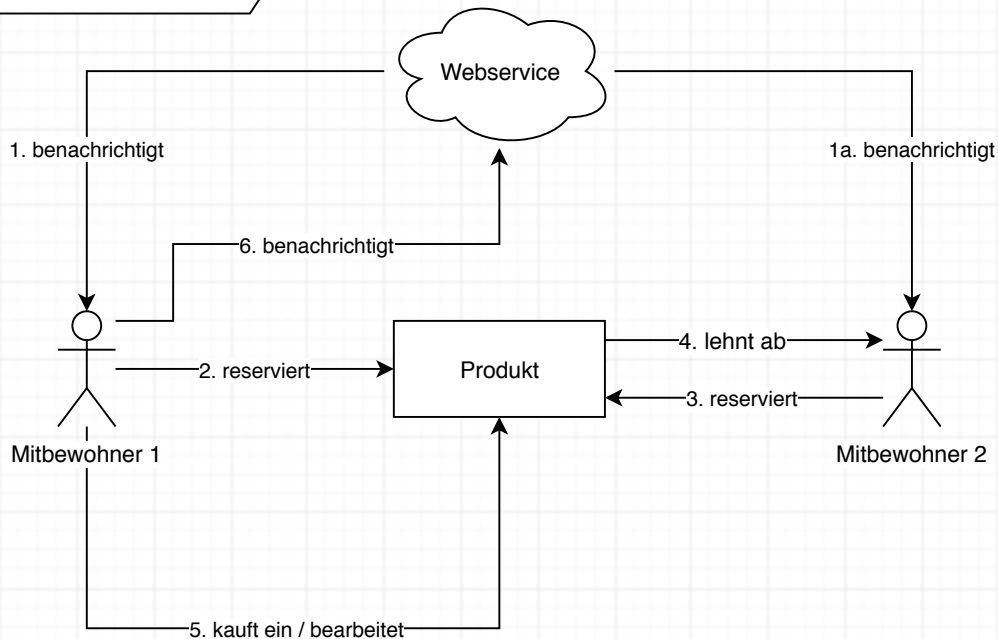 Webservice
1. benachrichtigt
1a. benachrichtigt
6. benachrichtigt
4. lehnt ab
2. reserviert
Produkt
3. reserviert
Mitbewohner 1
Mitbewohner 2
5. kauft ein / bearbeitet